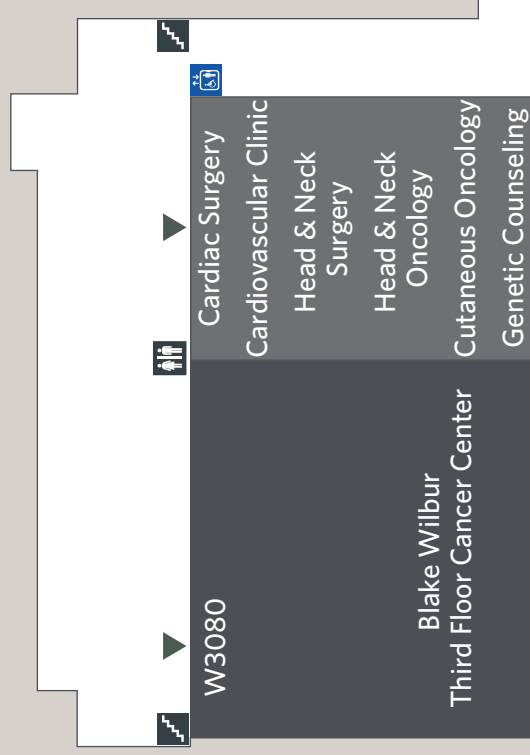 W3080
Blake Wilbur
Third Floor Cancer Center
Cardiac Surgery
Cardiovascular Clinic
Head & Neck
Surgery
Head & Neck
Oncology
Cutaneous Oncology
Genetic Counseling